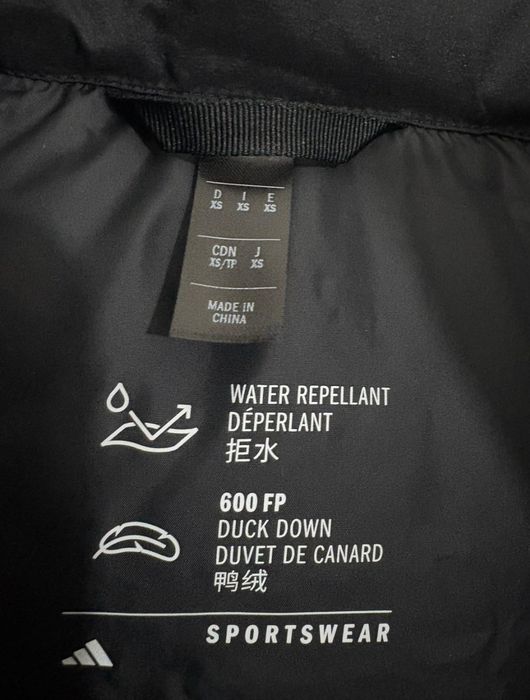 D I E
XS XS XS
CDN J
XS/TP XS
MADE IN
CHINA
WATER REPELLANT
DÉPERLANT
拒水
600 FP
DUCK DOWN
DUVET DE CANARD
鸭绒
SPORTSWEAR